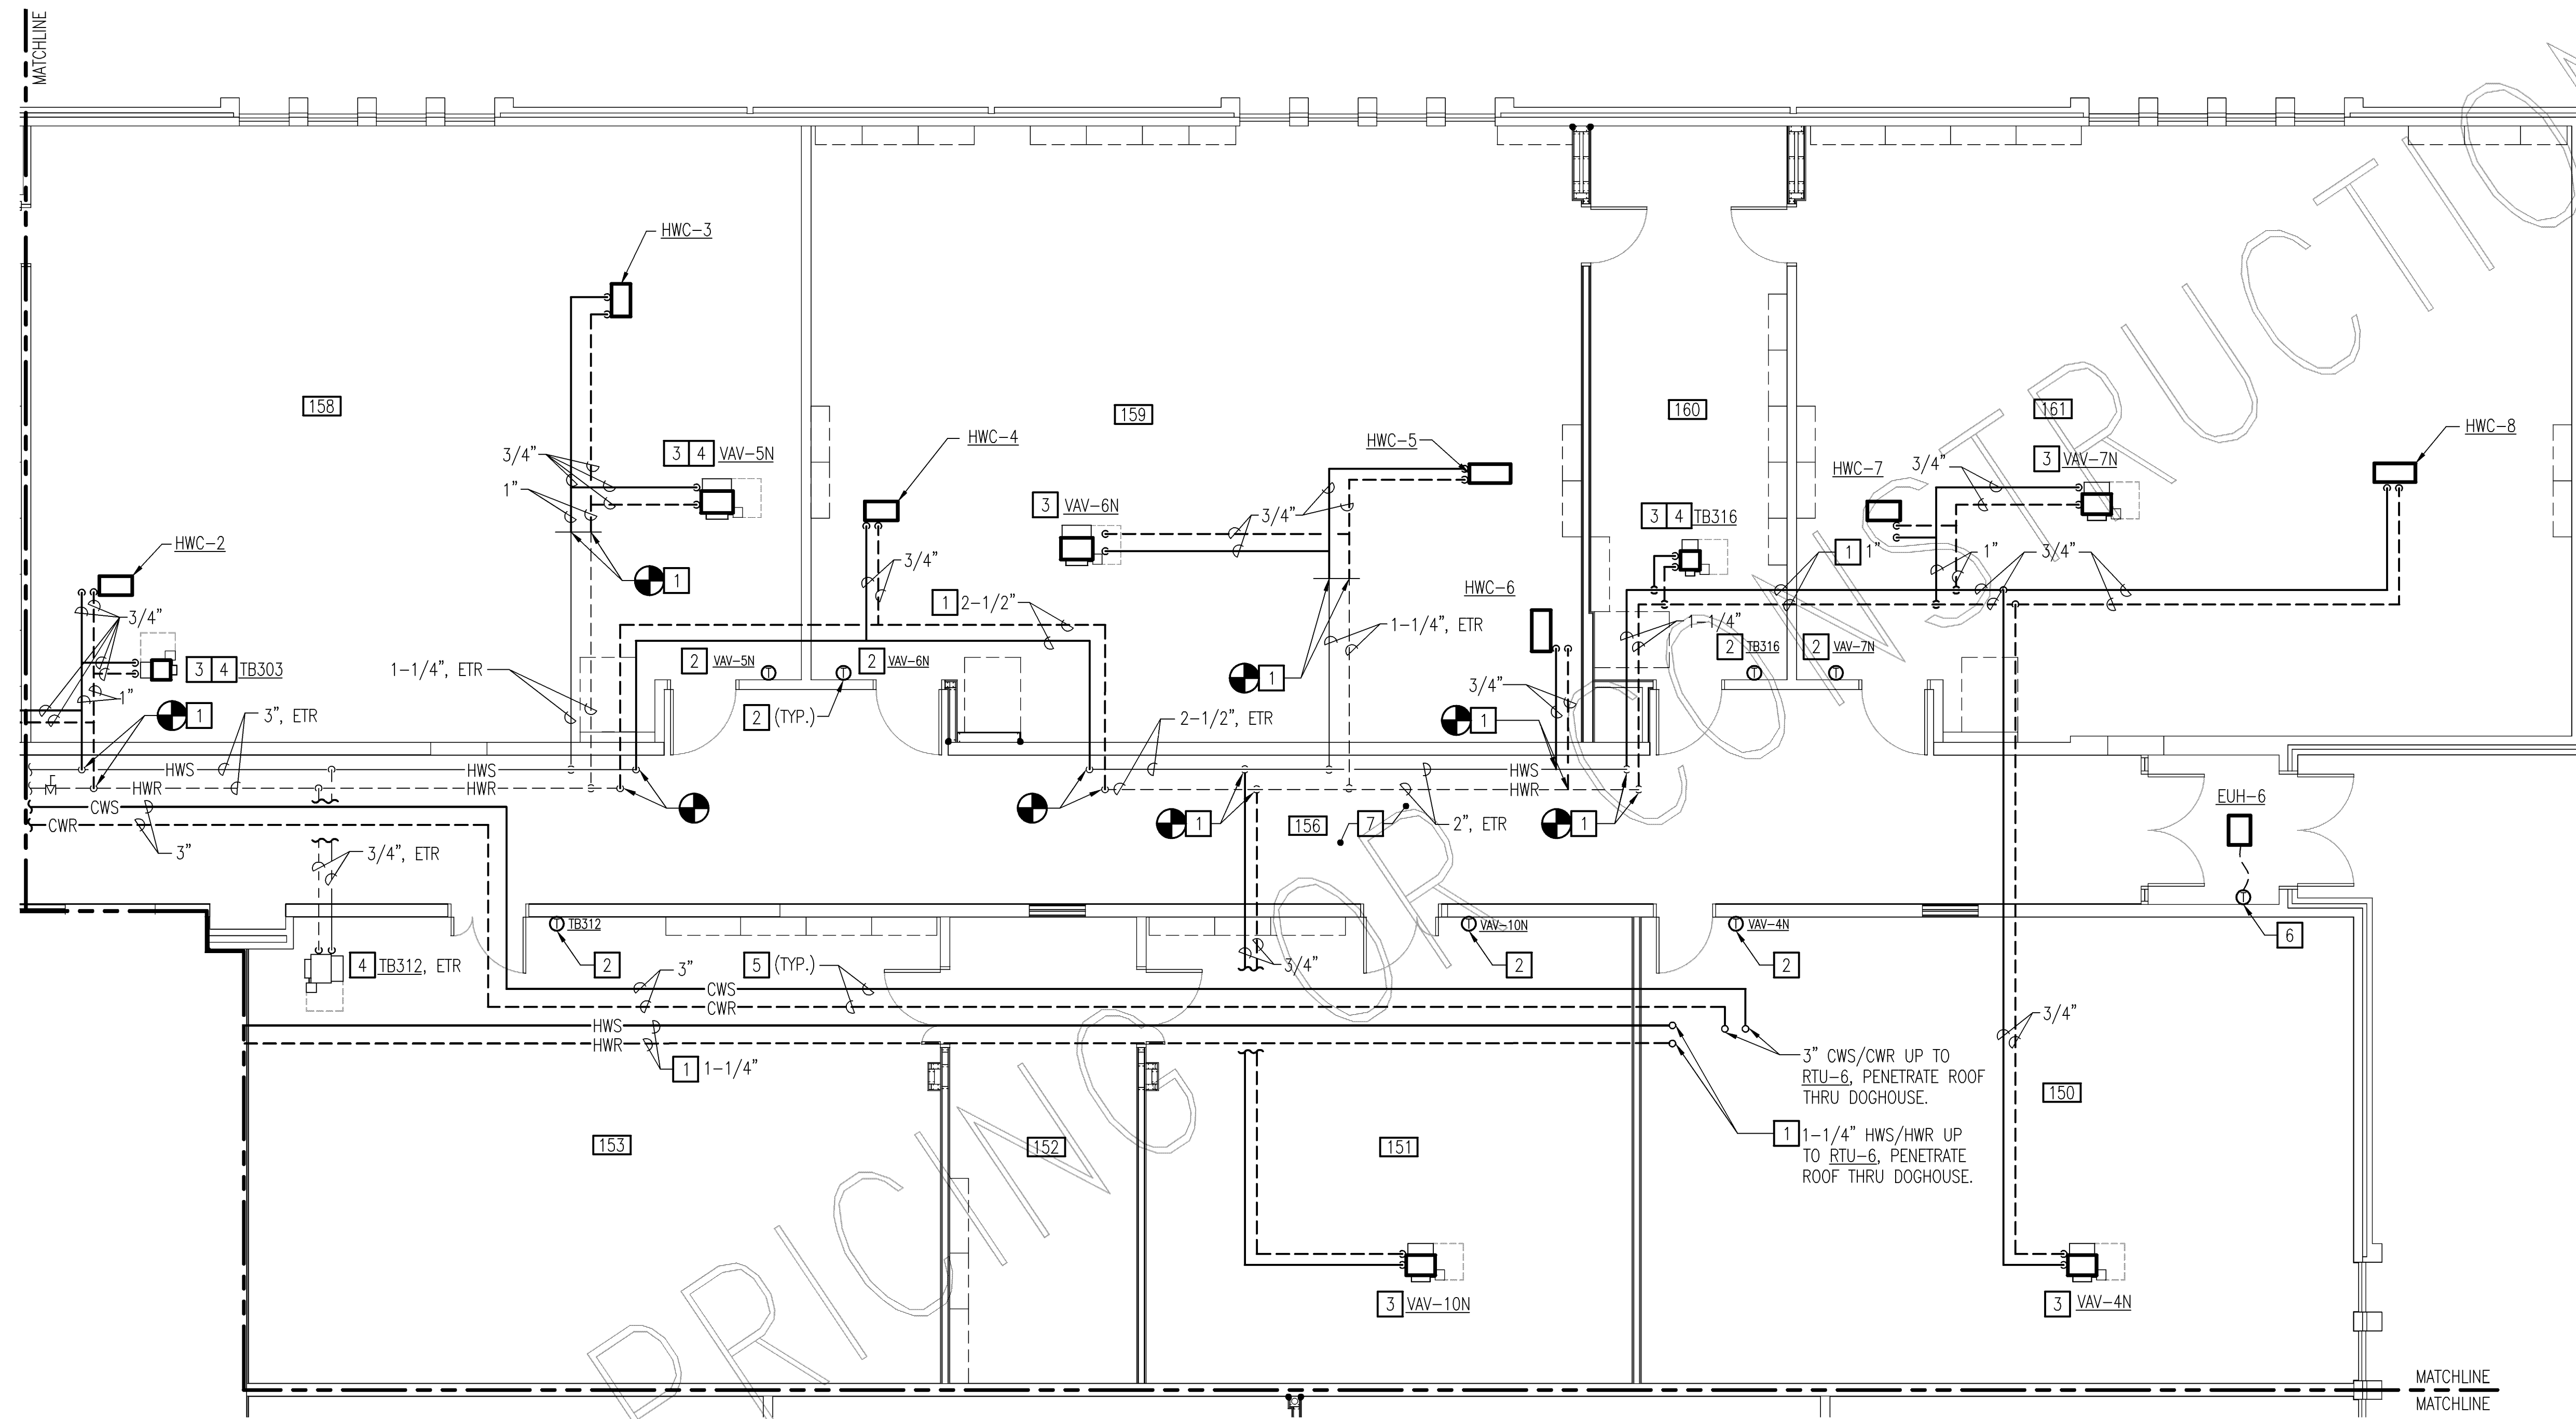 MATCHLINE
HWC-3
158
159
160
161
3/4"
3 4 VAV-5N
1"
HWC-4
HWC-5
3 VAV-6N
3/4"
HWC-7
3/4"
3 VAV-7N
HWC-8
3 4 TB316
HWC-2
3/4"
1
3/4"
1 2-1/2"
HWC-6
1 1"
1"
3/4"
3 4 TB303
1"
1-1/4", ETR
2 VAV-5N
2 VAV-6N
1-1/4", ETR
1
1-1/4"
2 TB316
2 VAV-7N
3/4"
1
3", ETR
2 (TYP.)
2-1/2", ETR
1
HWS
HWS
HWS
HWR
HWR
HWR
CWS
CWR
3"
3/4", ETR
1
156
7
2", ETR
1
EUH-6
6
TB312
2
VAV-10N
2
VAV-4N
2
4 TB312, ETR
3"
5 (TYP.)
3/4"
CWS
CWR
HWS
HWR
1 1-1/4"
3/4"
3" CWS/CWR UP TO
RTU-6, PENETRATE ROOF
THRU DOGHOUSE.
1 1-1/4" HWS/HWR UP
TO RTU-6, PENETRATE
ROOF THRU DOGHOUSE.
150
153
152
151
3 VAV-10N
3 VAV-4N
MATCHLINE
MATCHLINE
PRICING OR CONSTRUCTION